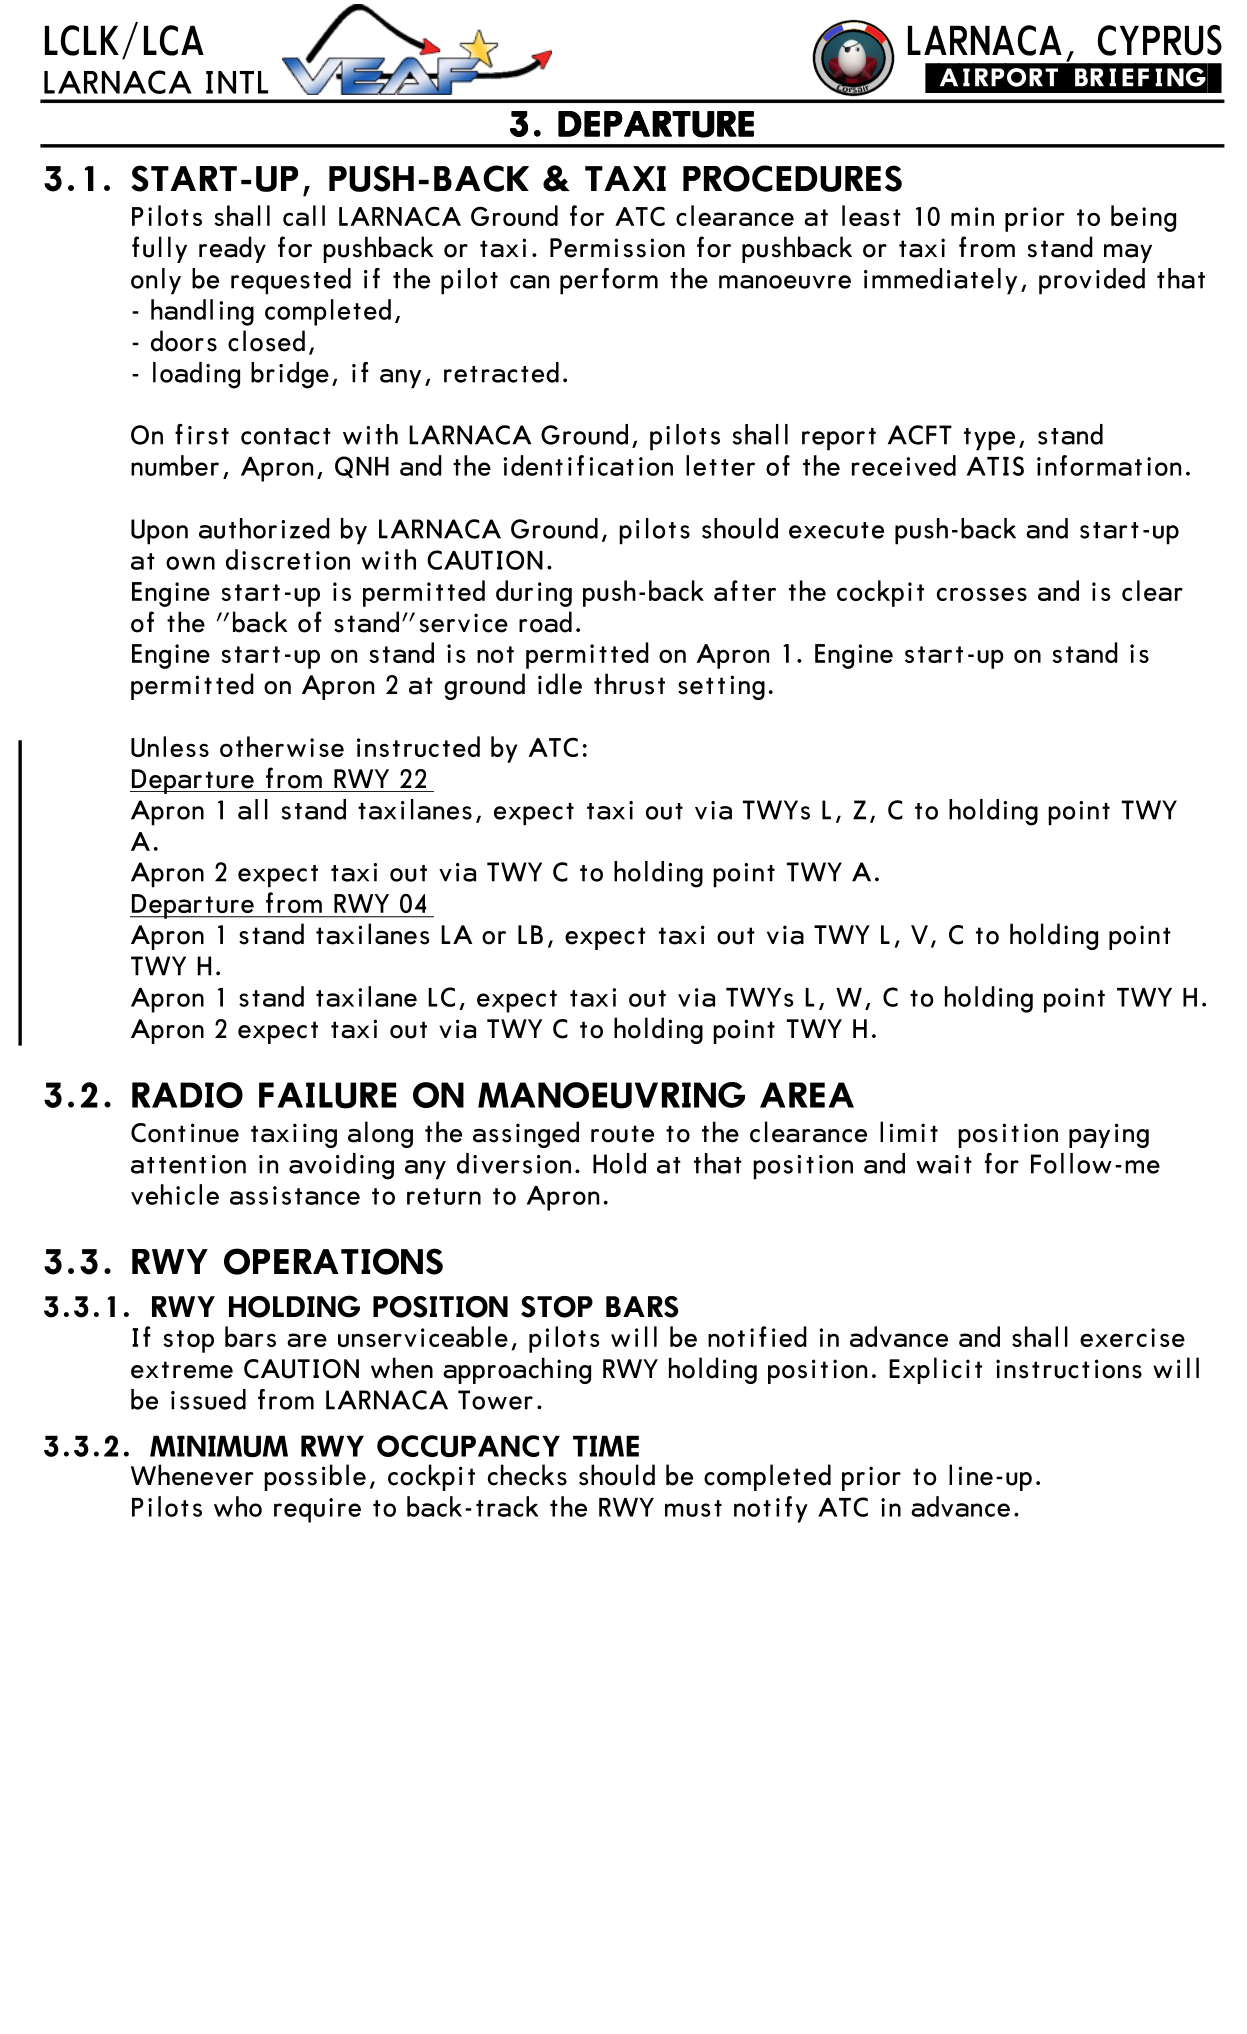 LCLK/LCA
LARNACA INTL
VEAF
corsair
LARNACA, CYPRUS
AIRPORT BRIEFING
3. DEPARTURE
3.1. START-UP, PUSH-BACK & TAXI PROCEDURES
Pilots shall call LARNACA Ground for ATC clearance at least 10 min prior to being
fully ready for pushback or taxi. Permission for pushback or taxi from stand may
only be requested if the pilot can perform the manoeuvre immediately, provided that
- handling completed,
- doors closed,
- loading bridge, if any, retracted.
On first contact with LARNACA Ground, pilots shall report ACFT type, stand
number, Apron, QNH and the identification letter of the received ATIS information.
Upon authorized by LARNACA Ground, pilots should execute push-back and start-up
at own discretion with CAUTION.
Engine start-up is permitted during push-back after the cockpit crosses and is clear
of the "back of stand"service road.
Engine start-up on stand is not permitted on Apron 1. Engine start-up on stand is
permitted on Apron 2 at ground idle thrust setting.
Unless otherwise instructed by ATC:
Departure from RWY 22
Apron 1 all stand taxilanes, expect taxi out via TWYs L, Z, C to holding point TWY
A.
Apron 2 expect taxi out via TWY C to holding point TWY A.
Departure from RWY 04
Apron 1 stand taxilanes LA or LB, expect taxi out via TWY L, V, C to holding point
TWY H.
Apron 1 stand taxilane LC, expect taxi out via TWYs L, W, C to holding point TWY H.
Apron 2 expect taxi out via TWY C to holding point TWY H.
3.2. RADIO FAILURE ON MANOEUVRING AREA
Continue taxiing along the assinged route to the clearance limit position paying
attention in avoiding any diversion. Hold at that position and wait for Follow-me
vehicle assistance to return to Apron.
3.3. RWY OPERATIONS
3.3.1. RWY HOLDING POSITION STOP BARS
If stop bars are unserviceable, pilots will be notified in advance and shall exercise
extreme CAUTION when approaching RWY holding position. Explicit instructions will
be issued from LARNACA Tower.
3.3.2. MINIMUM RWY OCCUPANCY TIME
Whenever possible, cockpit checks should be completed prior to line-up.
Pilots who require to back-track the RWY must notify ATC in advance.